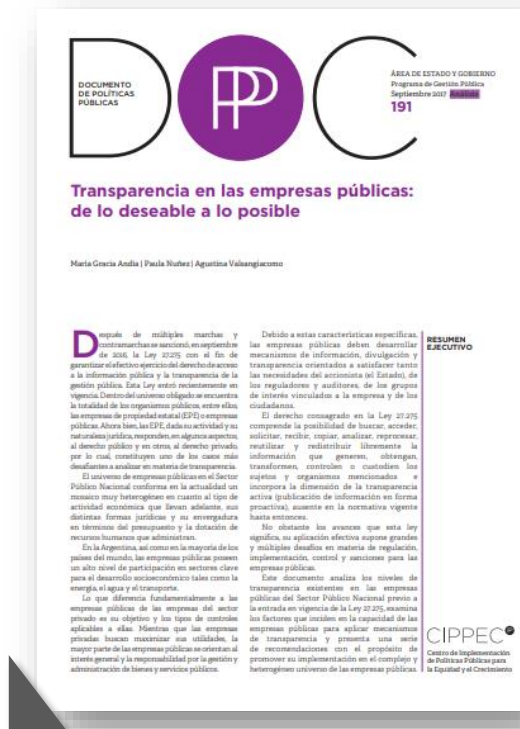 DOCUMENTO
DE POLÍTICAS
PÚBLICAS
DPPC
ÁREA DE ESTADO Y GOBIERNO
Programa de Gestión Pública
Septiembre 2017 Análisis
191
Transparencia en las empresas públicas:
de lo deseable a lo posible
María Gracia Andía | Paula Nuñez | Agustina Valsangiacomo
Después de múltiples marchas y
contramarchas se sancionó, en septiembre
de 2016, la Ley 27.275 con el fin de
garantizar el efectivo ejercicio del derecho de acceso
a la información pública y la transparencia de la
gestión pública. Esta Ley entró recientemente en
vigencia. Dentro del universo obligado se encuentra
la totalidad de los organismos públicos, entre ellos,
las empresas de propiedad estatal (EPE) o empresas
públicas. Ahora bien, las EPE, dada su actividad y su
naturaleza jurídica, responden, en algunos aspectos,
al derecho público y en otros, al derecho privado,
por lo cual, constituyen uno de los casos más
desafiantes a analizar en materia de transparencia.
El universo de empresas públicas en el Sector
Público Nacional conforma en la actualidad un
mosaico muy heterogéneo en cuanto al tipo de
actividad económica que llevan adelante, sus
distintas formas jurídicas y su envergadura
en términos del presupuesto y la dotación de
recursos humanos que administran.
En la Argentina, así como en la mayoría de los
países del mundo, las empresas públicas poseen
un alto nivel de participación en sectores clave
para el desarrollo socioeconómico tales como la
energía, el agua y el transporte.
Lo que diferencia fundamentalmente a las
empresas públicas de las empresas del sector
privado es su objetivo y los tipos de controles
aplicables a ellas. Mientras que las empresas
privadas buscan maximizar sus utilidades, la
mayor parte de las empresas públicas se orientan al
interés general y la responsabilidad por la gestión y
administración de bienes y servicios públicos.
Debido a estas características específicas,
las empresas públicas deben desarrollar
mecanismos de información, divulgación y
transparencia orientados a satisfacer tanto
las necesidades del accionista (el Estado), de
los reguladores y auditores, de los grupos
de interés vinculados a la empresa y de los
ciudadanos.
El derecho consagrado en la Ley 27.275
comprende la posibilidad de buscar, acceder,
solicitar, recibir, copiar, analizar, reprocesar,
reutilizar y redistribuir libremente la
información que generen, obtengan,
transformen, controlen o custodien los
sujetos y organismos mencionados e
incorpora la dimensión de la transparencia
activa (publicación de información en forma
proactiva), ausente en la normativa vigente
hasta entonces.
No obstante los avances que esta ley
significa, su aplicación efectiva supone grandes
y múltiples desafíos en materia de regulación,
implementación, control y sanciones para las
empresas públicas.
Este documento analiza los niveles de
transparencia existentes en las empresas
públicas del Sector Público Nacional previo a
la entrada en vigencia de la Ley 27.275, examina
los factores que inciden en la capacidad de las
empresas públicas para aplicar mecanismos
de transparencia y presenta una serie
de recomendaciones con el propósito de
promover su implementación en el complejo y
heterogéneo universo de las empresas públicas.
RESUMEN
EJECUTIVO
CIPPEC
Centro de Implementación
de Políticas Públicas para
la Equidad y el Crecimiento